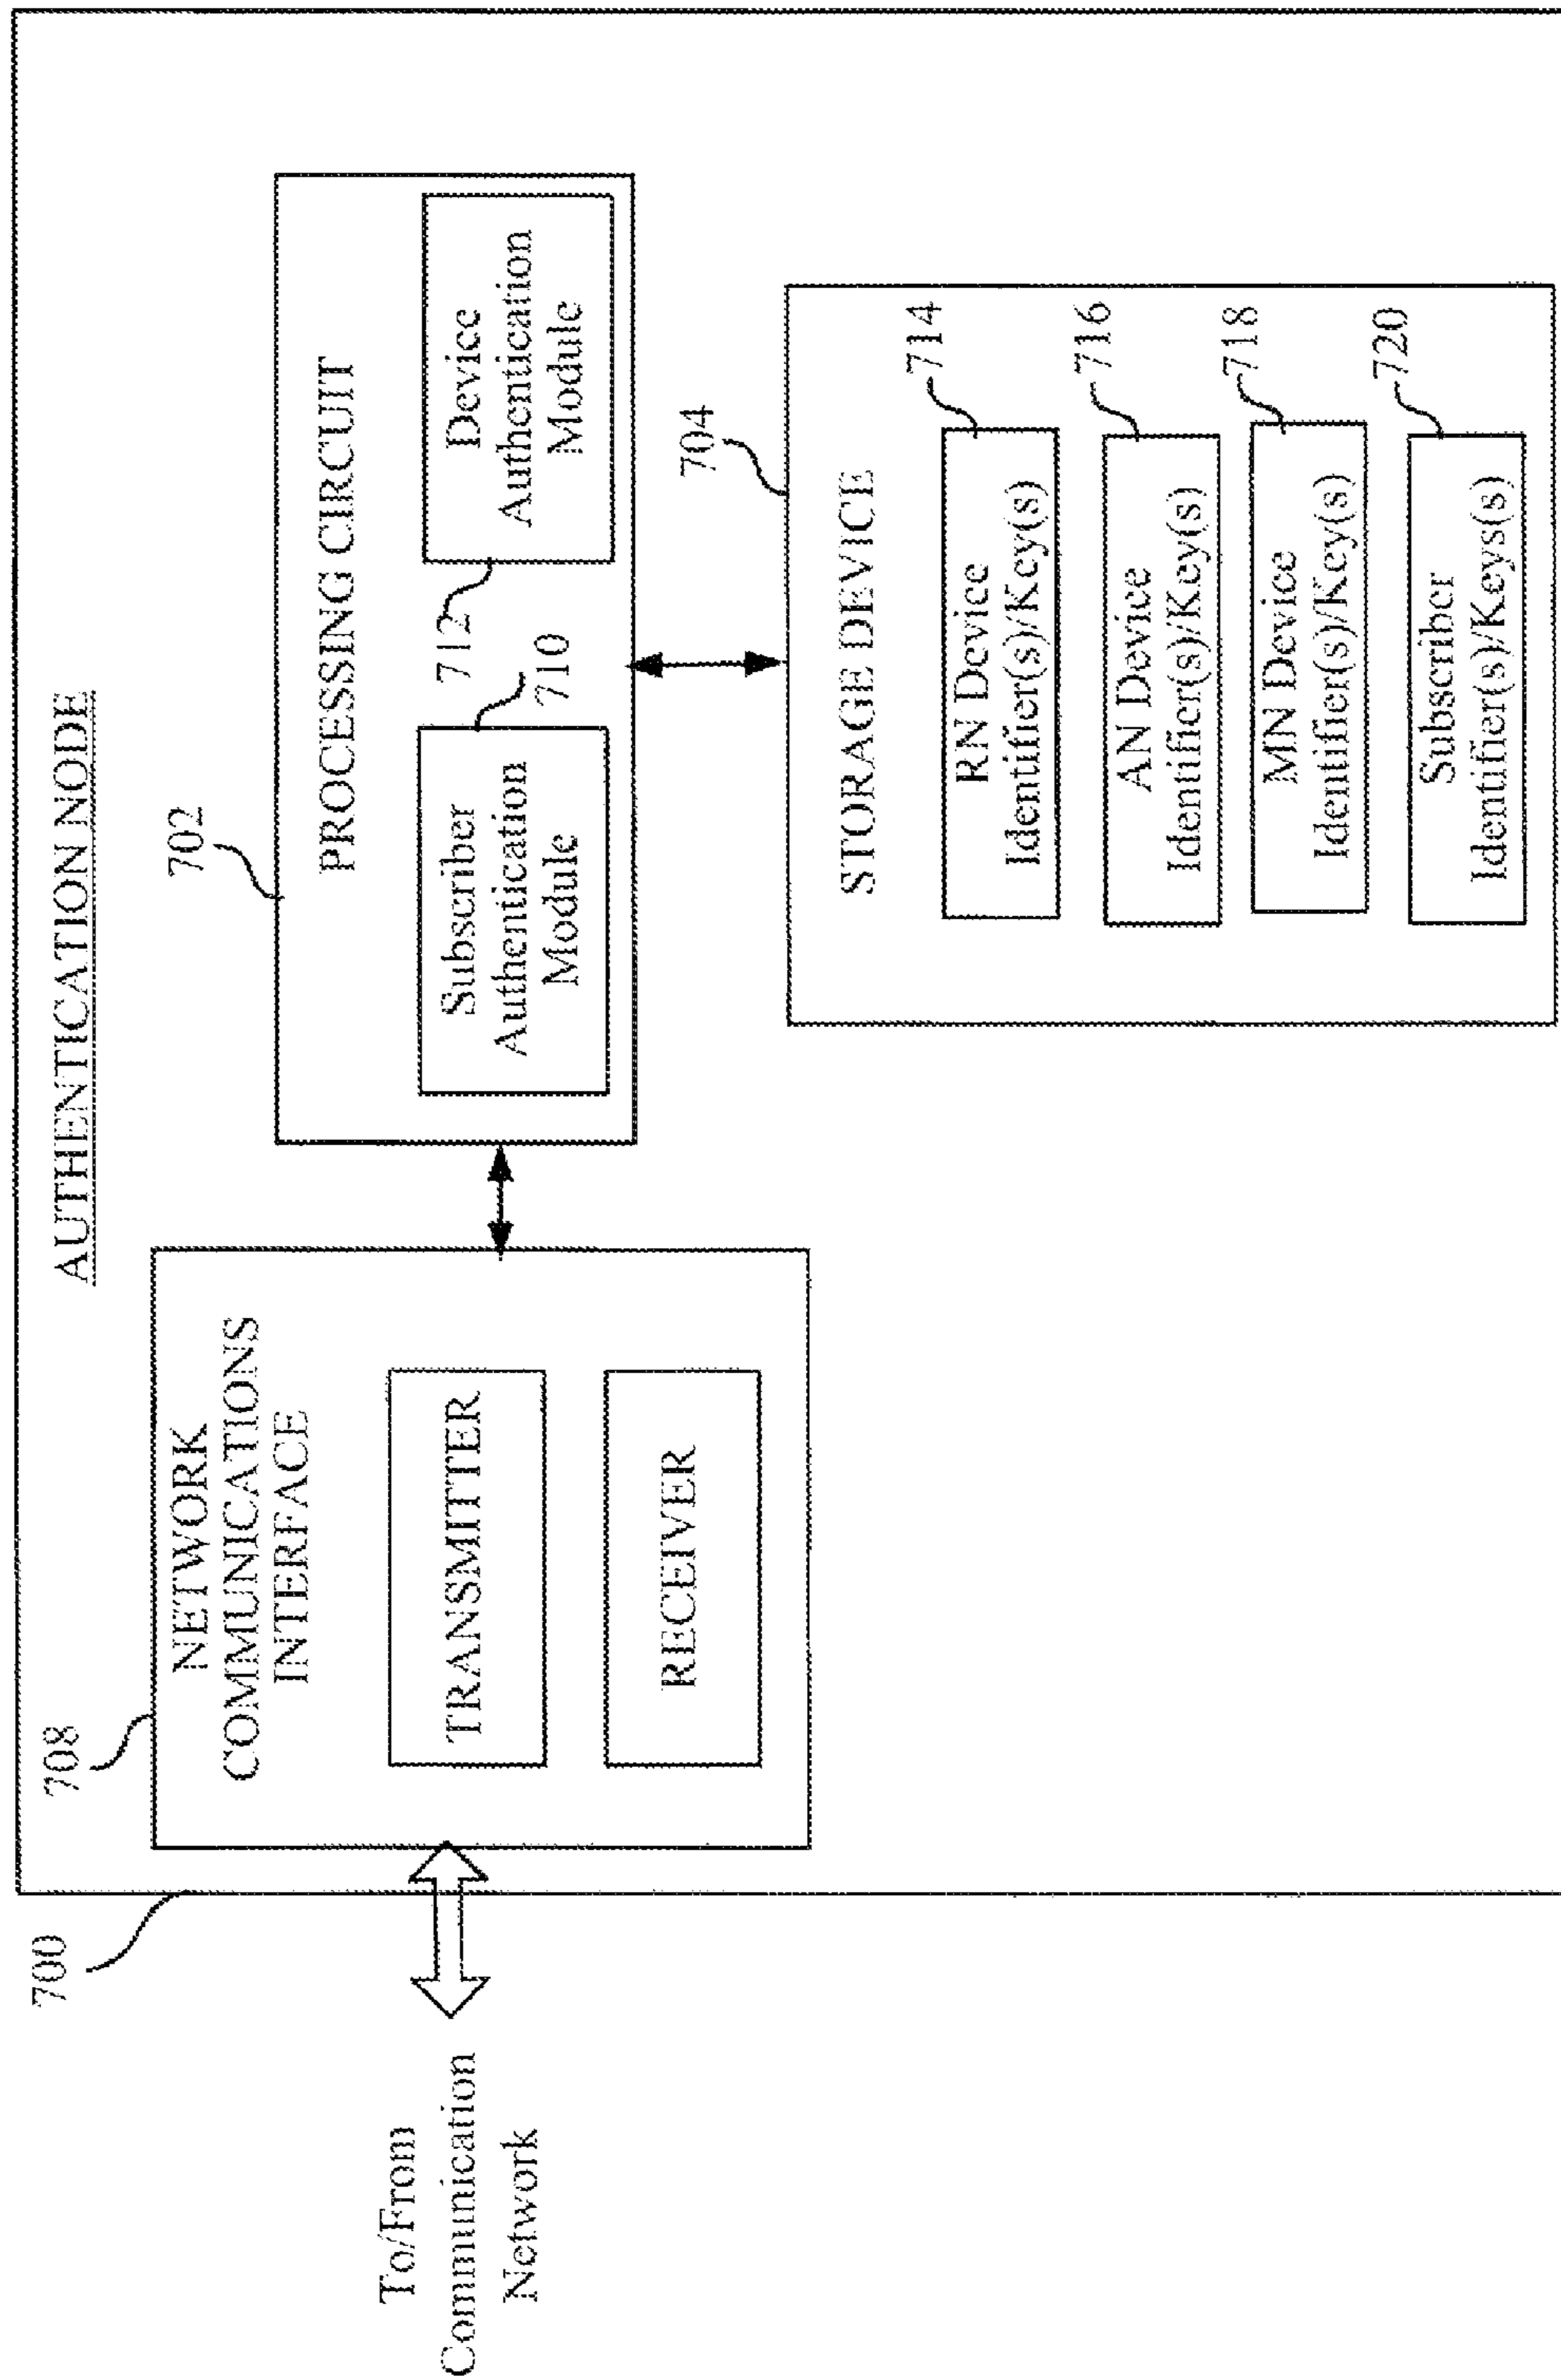 AUTHENTICATION NODE
700
To/From
Communication
Network
708
NETWORK
COMMUNICATIONS
INTERFACE
TRANSMITTER
RECEIVER
702
PROCESSING CIRCUIT
Subscriber
Authentication
Module
710
712
Device
Authentication
Module
704
STORAGE DEVICE
RN Device
Identifier(s)/Key(s)
714
AN Device
Identifier(s)/Key(s)
716
MN Device
Identifier(s)/Key(s)
718
Subscriber
Identifier(s)/Keys(s)
720